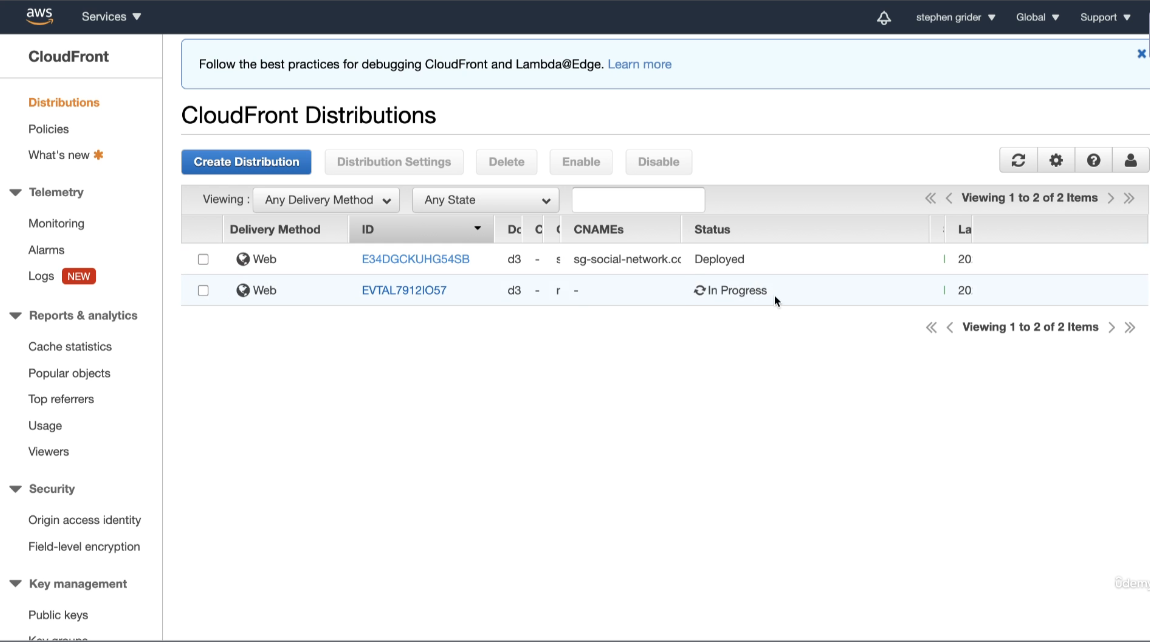 aws Services ▼ stephen grider ▼ Global ▼ Support ▼
CloudFront
Distributions
Policies
What's new
Telemetry
Monitoring
Alarms
Logs NEW
Reports & analytics
Cache statistics
Popular objects
Top referrers
Usage
Viewers
Security
Origin access identity
Field-level encryption
Key management
Public keys
Key groups
Follow the best practices for debugging CloudFront and Lambda@Edge. Learn more
CloudFront Distributions
Create Distribution Distribution Settings Delete Enable Disable
Viewing : Any Delivery Method Any State Viewing 1 to 2 of 2 Items
Delivery Method ID Dc C CNAMEs Status La
Web E34DGCKUHG54SB d3 - s sg-social-network.cc Deployed 20
Web EVTAL7912IO57 d3 - r - In Progress 20
Viewing 1 to 2 of 2 Items
Udemy